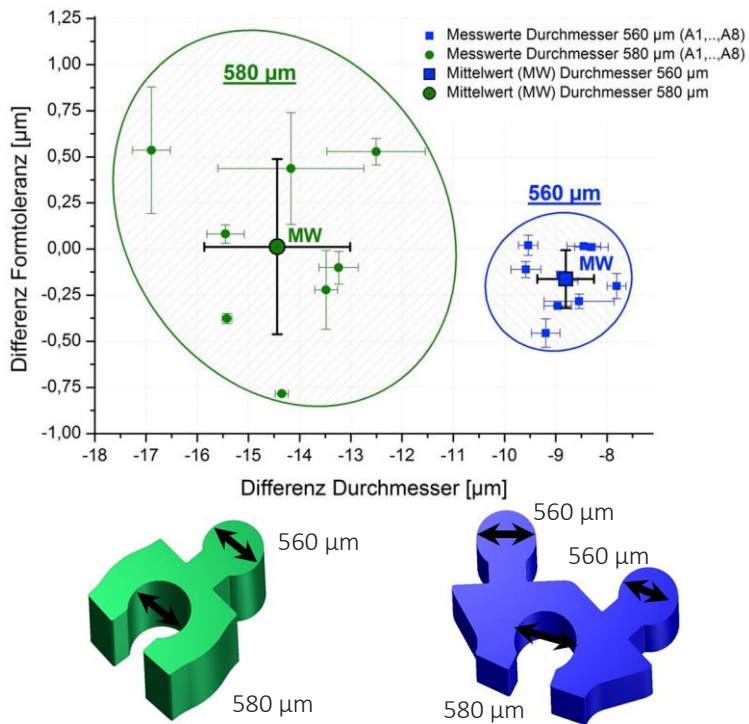 1,25
1,00
0,75
0,50
0,25
0,00
-0,25
-0,50
-0,75
-1,00
Differenz Formtoleranz [µm]
Messwerte Durchmesser 560 µm (A1,..,A8)
Messwerte Durchmesser 580 µm (A1,..,A8)
Mittelwert (MW) Durchmesser 560 µm
Mittelwert (MW) Durchmesser 580 µm
580 µm
560 µm
MW
MW
-18 -17 -16 -15 -14 -13 -12 -11 -10 -9 -8
Differenz Durchmesser [µm]
560 µm
580 µm
560 µm
560 µm
580 µm